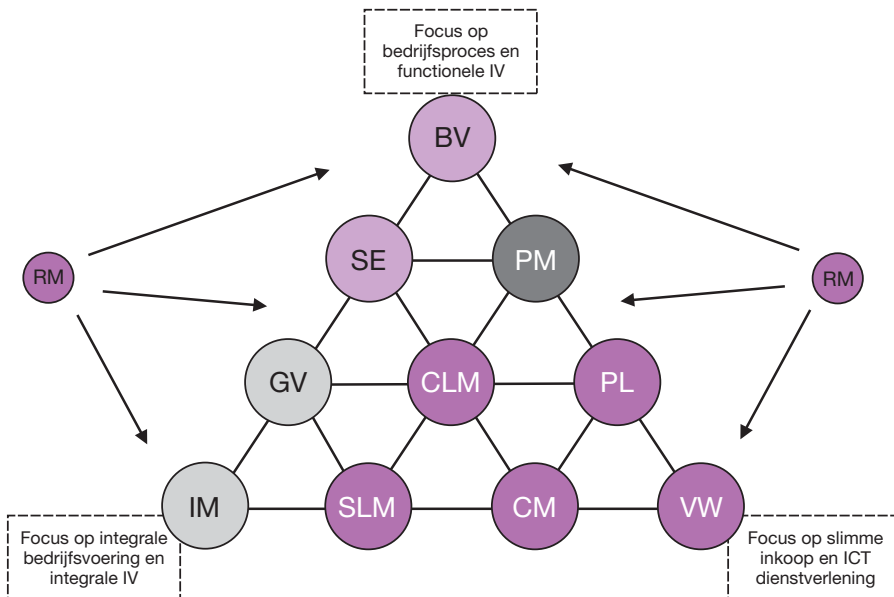 Focus op
bedrijfsproces en
functionele IV
BV
SE
PM
RM
RM
GV
CLM
PL
IM
SLM
CM
VW
Focus op integrale
bedrijfsvoering en
integrale IV
Focus op slimme
inkoop en ICT
dienstverlening